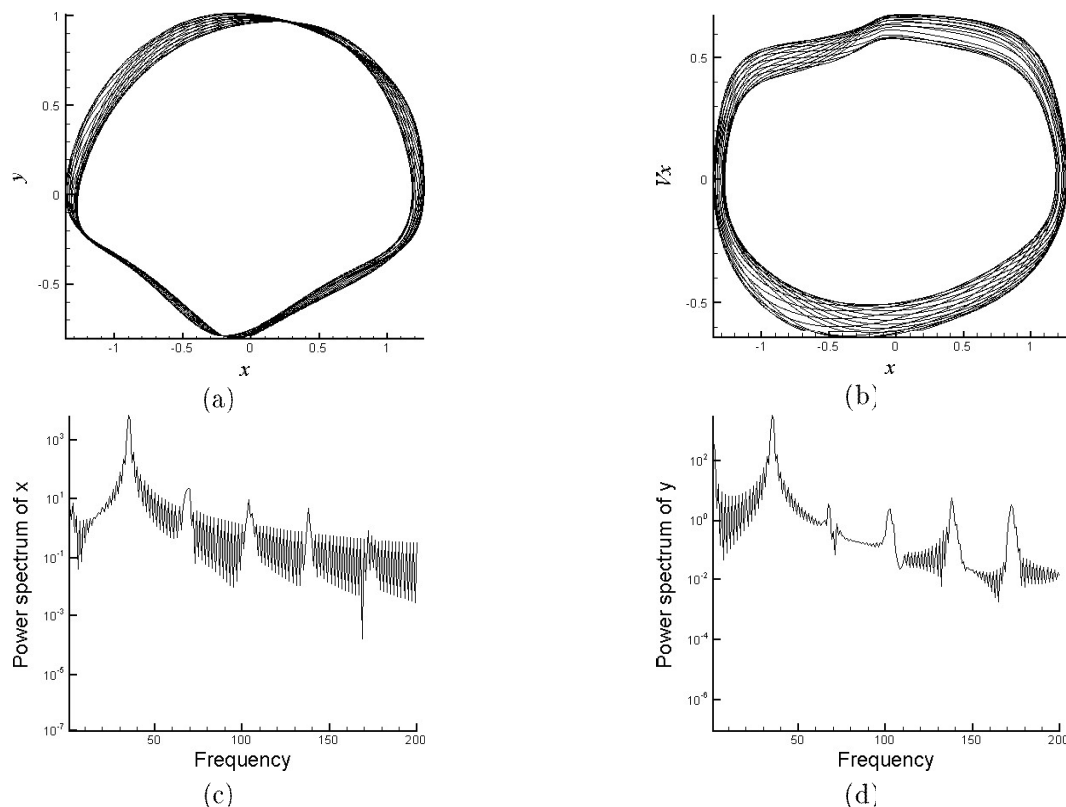 1
0.5
0
-0.5
y
-1 -0.5 0 0.5 1
x
(a)
0.5
0
-0.5
Vx
-1 -0.5 0 0.5 1
x
(b)
10³
10¹
10⁻¹
10⁻³
10⁻⁵
10⁻⁷
Power spectrum of x
50 100 150 200
Frequency
(c)
10²
10⁰
10⁻²
10⁻⁴
10⁻⁶
Power spectrum of y
50 100 150 200
Frequency
(d)